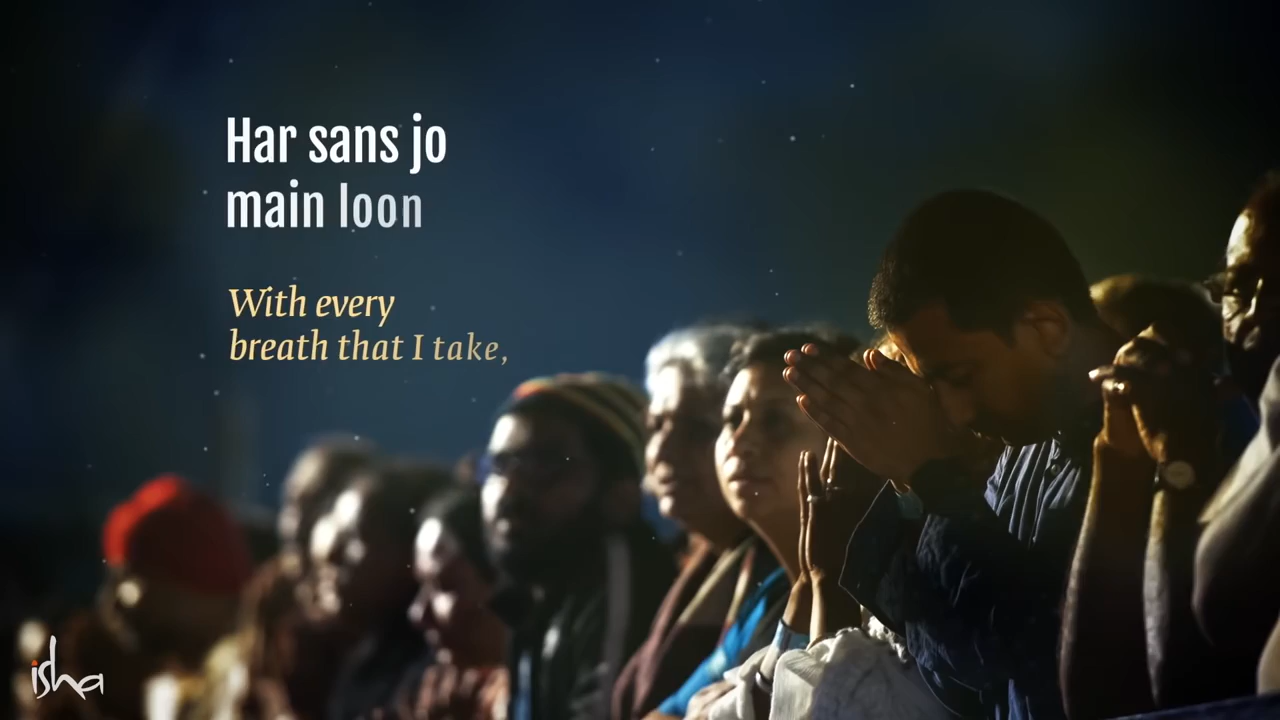 Har sans jo
main loon
With every
breath that I take,
isha